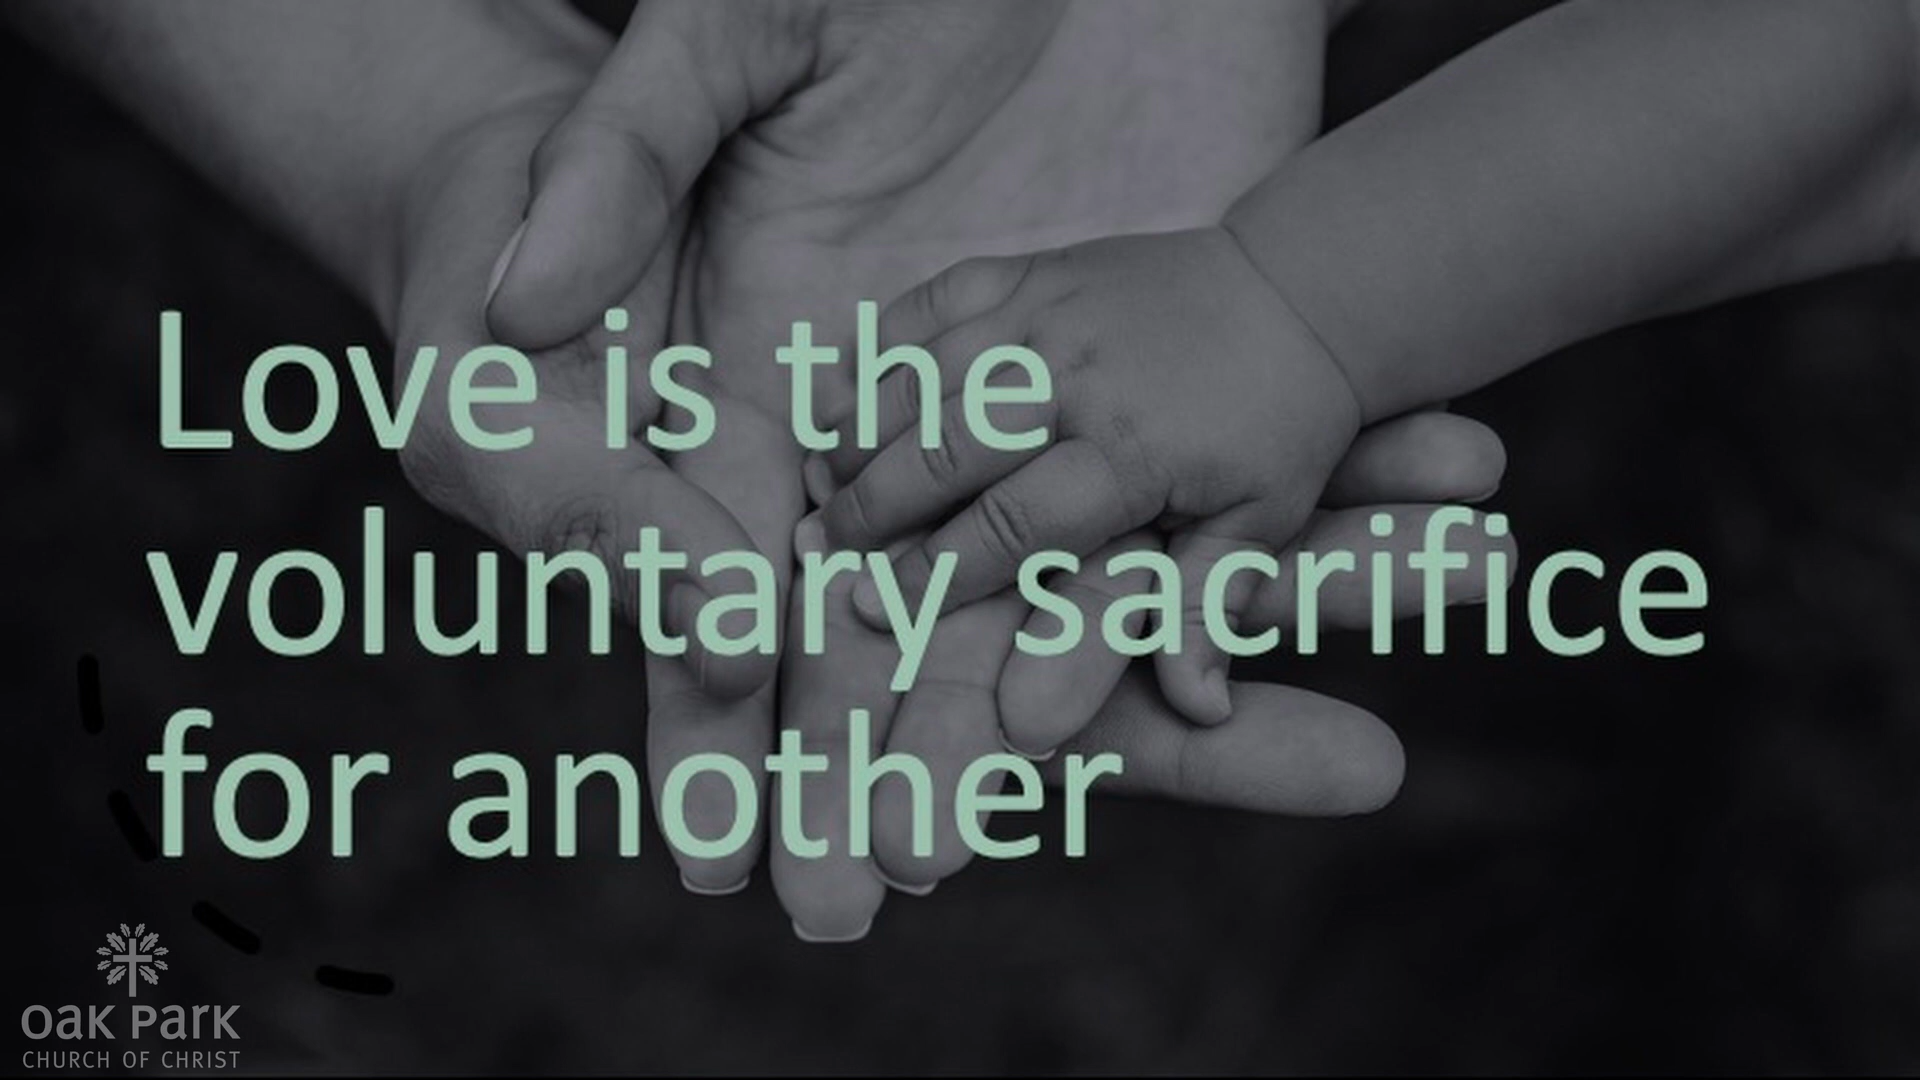 Love is the
voluntary sacrifice
for another
oak Park
CHURCH OF CHRIST